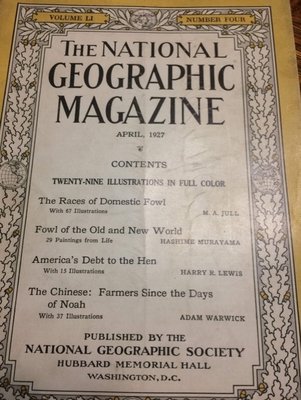 VOLUME LI NUMBER FOUR
THE NATIONAL
GEOGRAPHIC
MAGAZINE
APRIL, 1927
CONTENTS
TWENTY-NINE ILLUSTRATIONS IN FULL COLOR
The Races of Domestic Fowl
With 67 Illustrations M. A. JULL
Fowl of the Old and New World
29 Paintings from Life HASHIME MURAYAMA
America's Debt to the Hen
With 15 Illustrations HARRY R. LEWIS
The Chinese: Farmers Since the Days
of Noah
With 37 Illustrations ADAM WARWICK
PUBLISHED BY THE
NATIONAL GEOGRAPHIC SOCIETY
HUBBARD MEMORIAL HALL
WASHINGTON, D.C.